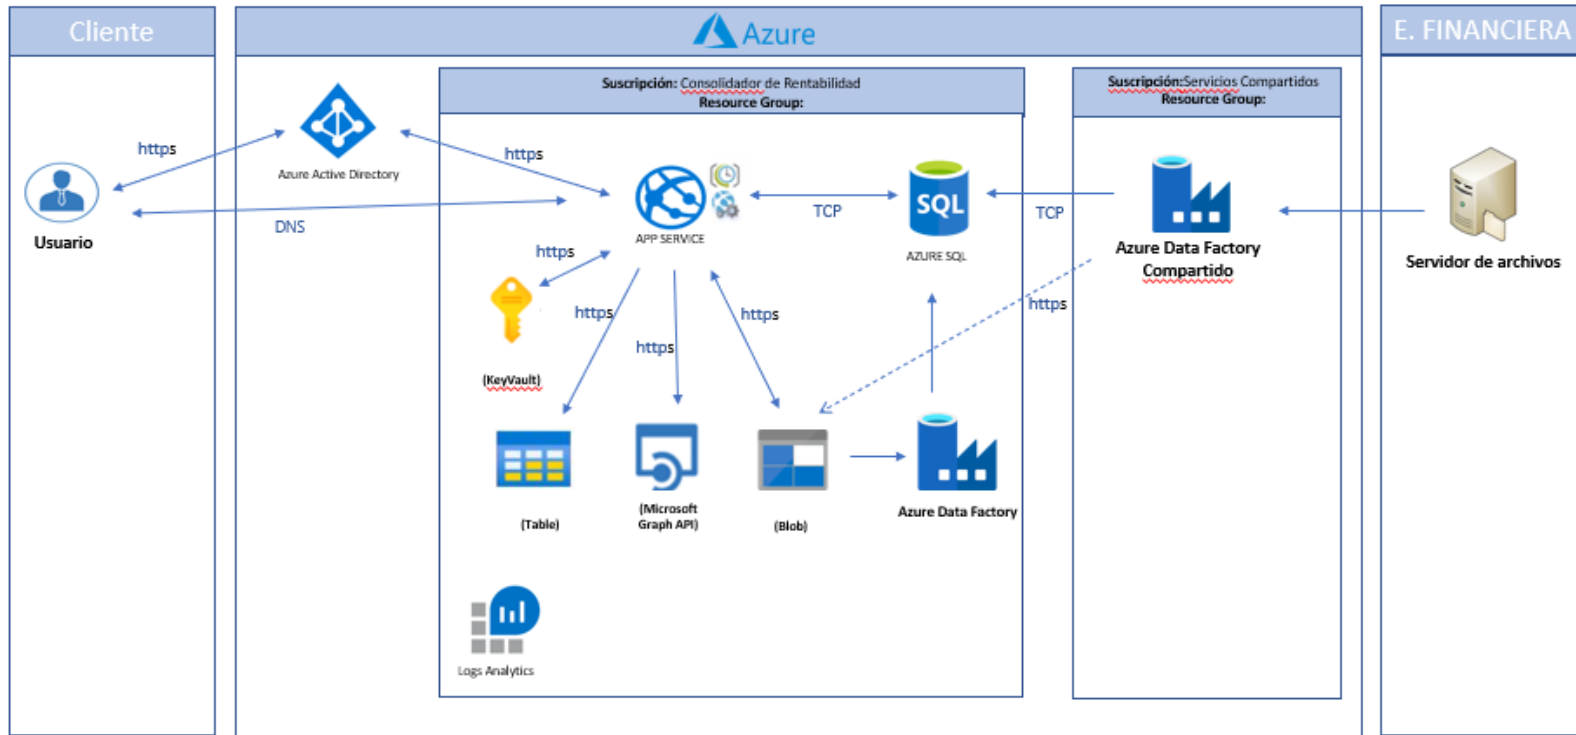 Cliente
Azure
E. FINANCIERA
Suscripción: Consolidador de Rentabilidad
Resource Group:
Suscripción:Servicios Compartidos
Resource Group:
https
https
Azure Active Directory
Usuario
DNS
APP SERVICE
TCP
SQL
AZURE SQL
TCP
Azure Data Factory
Compartido
Servidor de archivos
https
https
https
https
https
(KeyVault)
(Table)
(Microsoft
Graph API)
(Blob)
Azure Data Factory
Logs Analytics